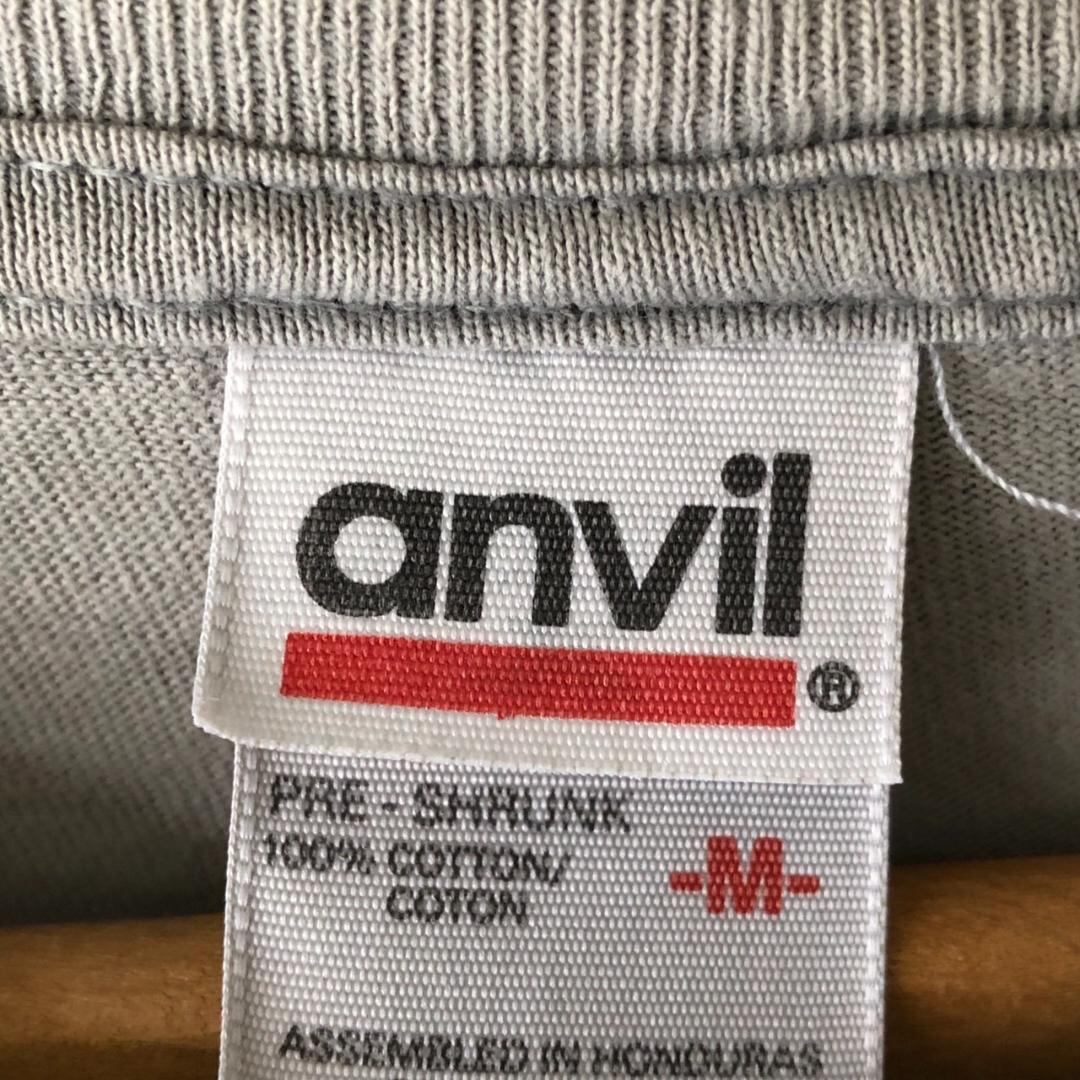 anvil
®
PRE - SHRUNK
100% COTTON/
COTON
-M-
ASSEMBLED IN HONDURAS